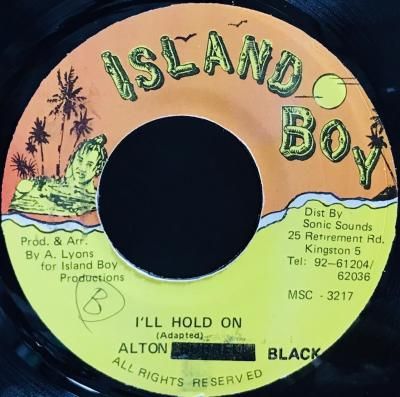 ISLAND
BOY
Prod. & Arr.
By A. Lyons
for Island Boy
Productions
B
Dist By
Sonic Sounds
25 Retirement Rd.
Kingston 5
Tel: 92-61204/
62036
MSC - 3217
I'LL HOLD ON
(Adapted)
ALTON BLACK
ALL RIGHTS RESERVED